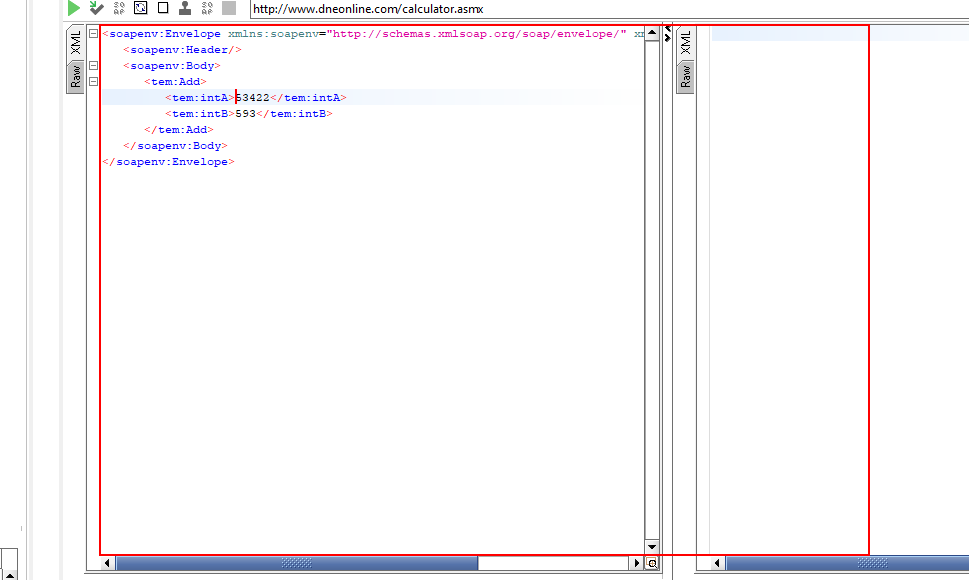 http://www.dneonline.com/calculator.asmx
XML
Raw
<soapenv:Envelope xmlns:soapenv="http://schemas.xmlsoap.org/soap/envelope/"
<soapenv:Header/>
<soapenv:Body>
<tem:Add>
<tem:intA>53422</tem:intA>
<tem:intB>593</tem:intB>
</tem:Add>
</soapenv:Body>
</soapenv:Envelope>
XML
Raw